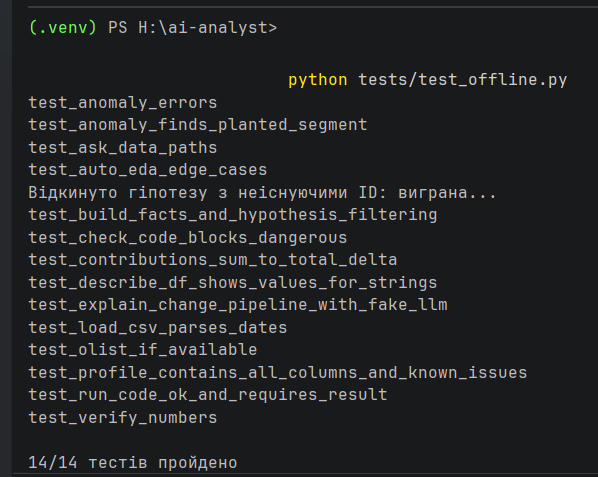 (.venv) PS H:\ai-analyst>
python tests/test_offline.py
test_anomaly_errors
test_anomaly_finds_planted_segment
test_ask_data_paths
test_auto_eda_edge_cases
Відкинуто гіпотезу з неіснуючими ID: виграна...
test_build_facts_and_hypothesis_filtering
test_check_code_blocks_dangerous
test_contributions_sum_to_total_delta
test_describe_df_shows_values_for_strings
test_explain_change_pipeline_with_fake_llm
test_load_csv_parses_dates
test_olist_if_available
test_profile_contains_all_columns_and_known_issues
test_run_code_ok_and_requires_result
test_verify_numbers
14/14 тестів пройдено